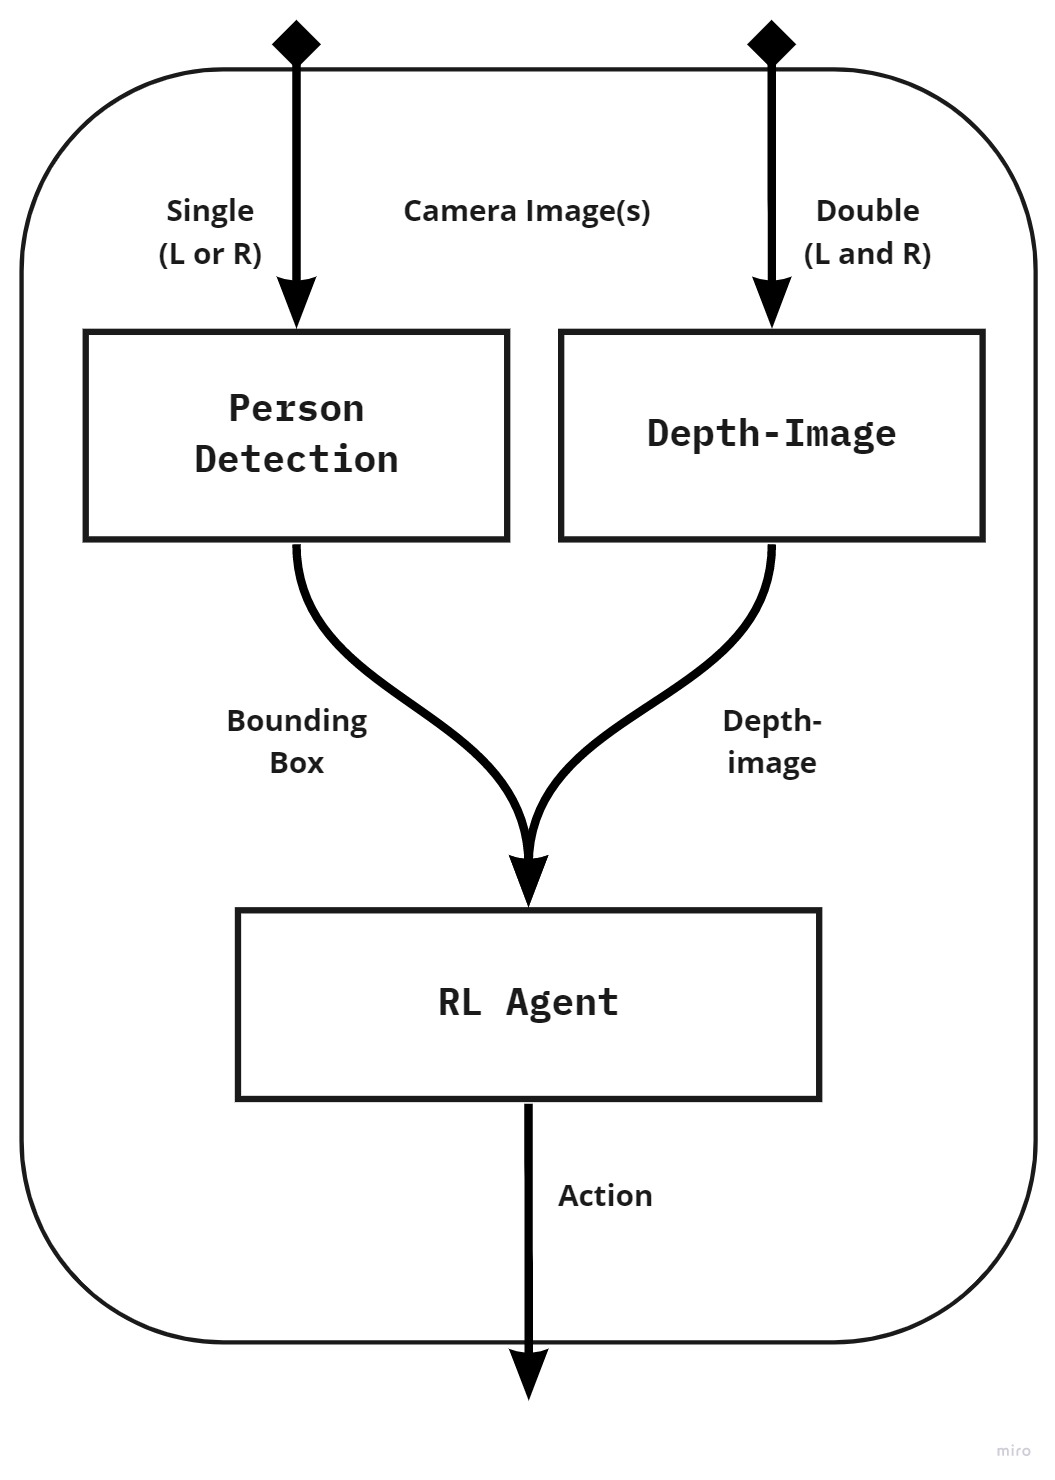 Single
(L or R)
Camera Image(s)
Double
(L and R)
Person
Detection
Depth-Image
Bounding
Box
Depth-
image
RL Agent
Action
miro